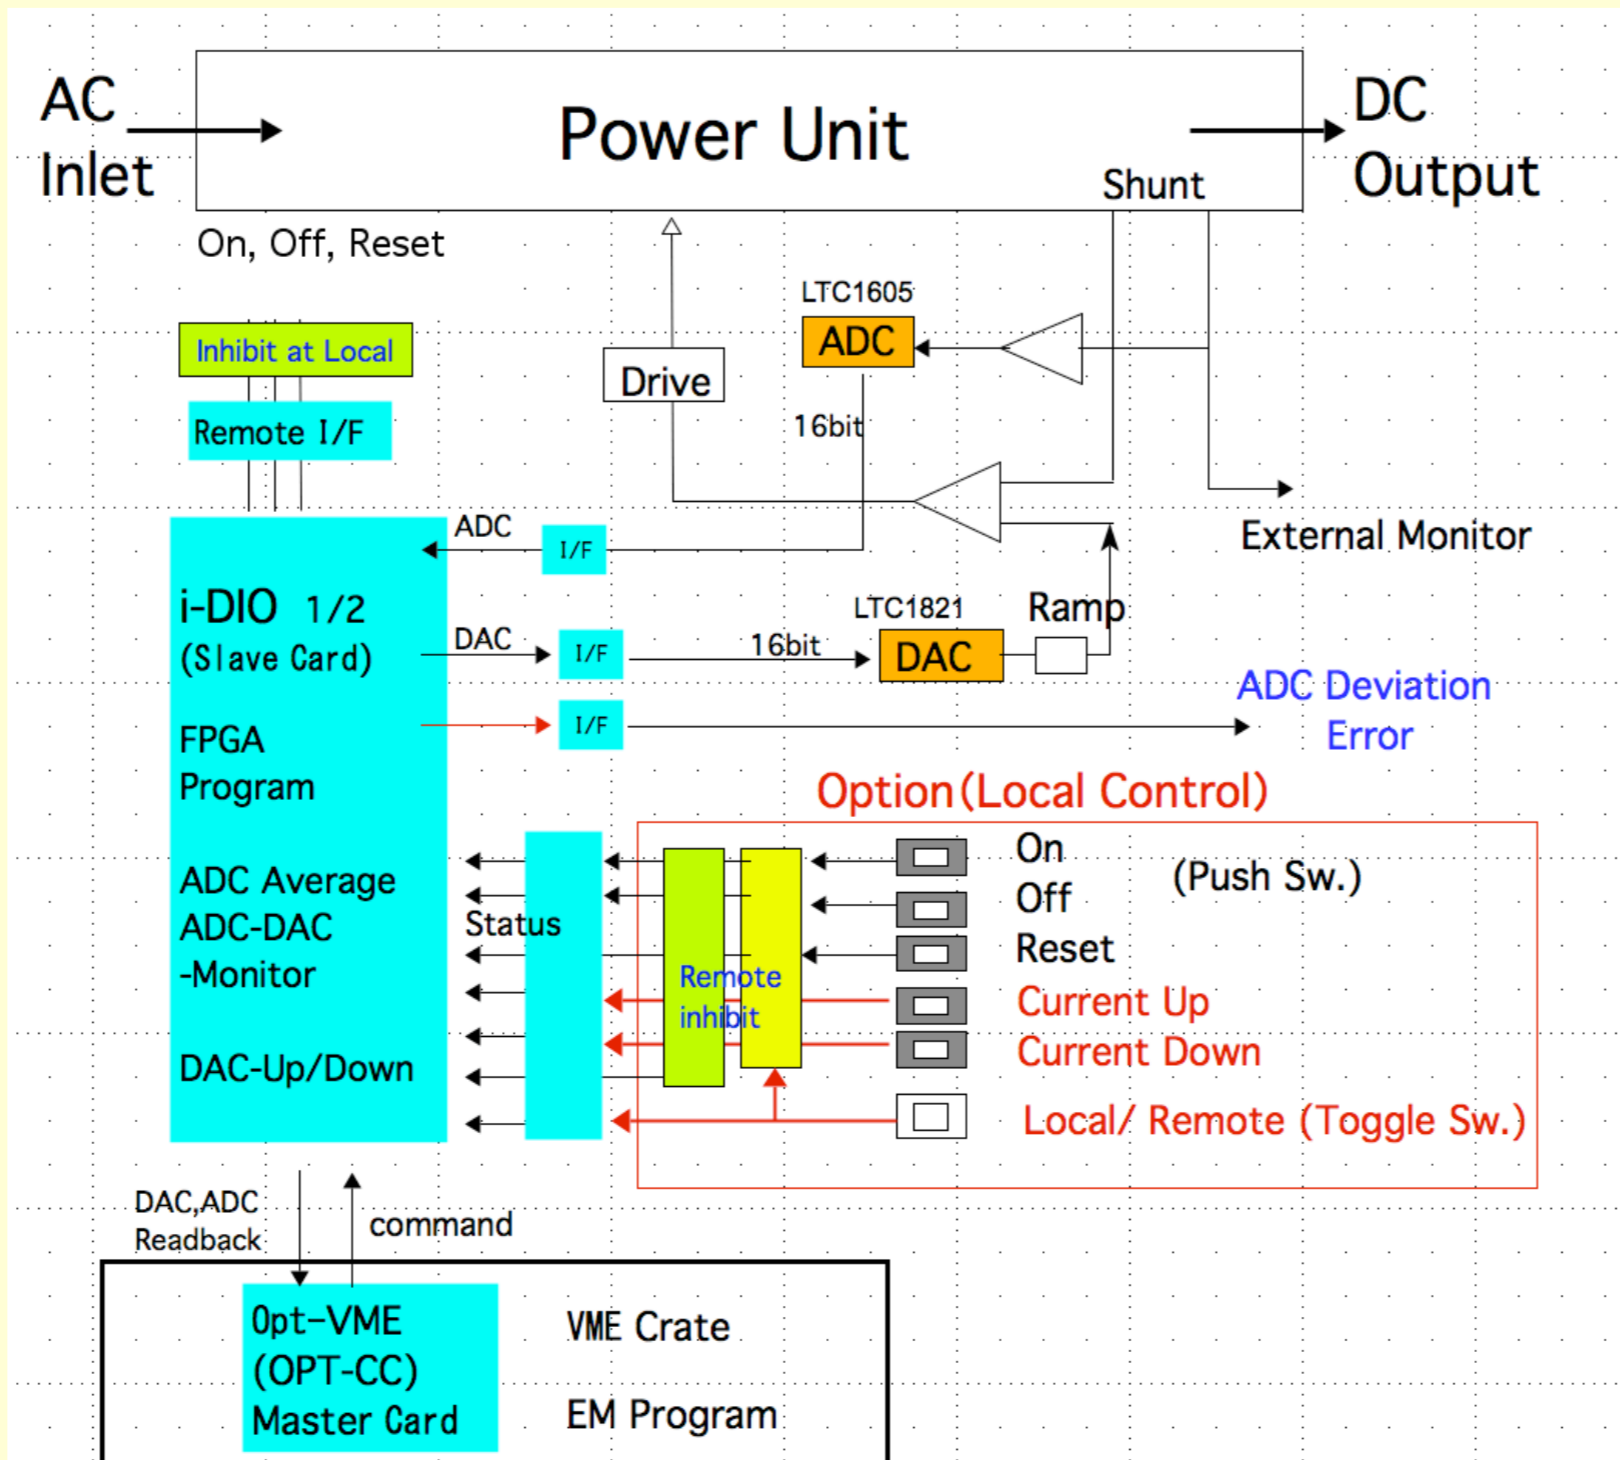 AC
Inlet
Power Unit
DC
Output
Shunt
On, Off, Reset
LTC1605
ADC
Inhibit at Local
Drive
Remote I/F
16bit
ADC
I/F
External Monitor
i-DIO 1/2
(Slave Card)
LTC1821
Ramp
DAC
I/F
16bit
DAC
ADC Deviation
Error
I/F
FPGA
Program
Option(Local Control)
On
(Push Sw.)
Off
Reset
Current Up
Current Down
Local/ Remote (Toggle Sw.)
ADC Average
ADC-DAC
-Monitor
Status
Remote
inhibit
DAC-Up/Down
DAC,ADC
Readback
command
Opt-VME
(OPT-CC)
Master Card
VME Crate
EM Program